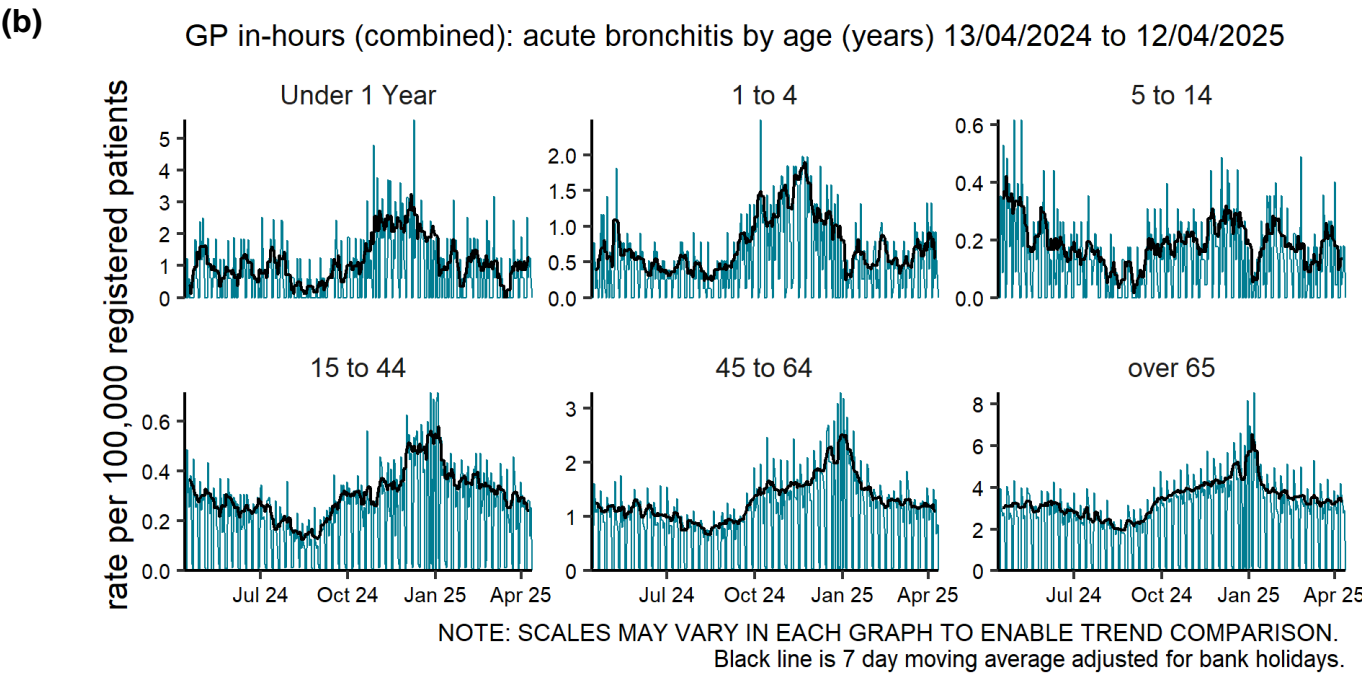 (b)
GP in-hours (combined): acute bronchitis by age (years) 13/04/2024 to 12/04/2025
rate per 100,000 registered patients
Under 1 Year
5
4
3
2
1
0
1 to 4
2.0
1.5
1.0
0.5
0.0
5 to 14
0.6
0.4
0.2
0.0
15 to 44
0.6
0.4
0.2
0.0
Jul 24 Oct 24 Jan 25 Apr 25
45 to 64
3
2
1
0
Jul 24 Oct 24 Jan 25 Apr 25
over 65
8
6
4
2
0
Jul 24 Oct 24 Jan 25 Apr 25
NOTE: SCALES MAY VARY IN EACH GRAPH TO ENABLE TREND COMPARISON.
Black line is 7 day moving average adjusted for bank holidays.